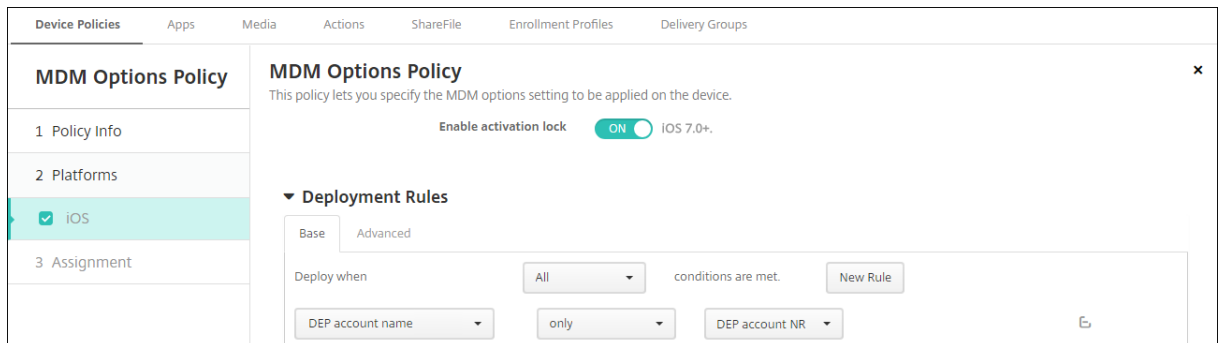 Device Policies Apps Media Actions ShareFile Enrollment Profiles Delivery Groups
MDM Options Policy
1 Policy Info
2 Platforms
iOS
3 Assignment
MDM Options Policy
This policy lets you specify the MDM options setting to be applied on the device.
Enable activation lock ON iOS 7.0+.
Deployment Rules
Base Advanced
Deploy when All conditions are met. New Rule
DEP account name only DEP account NR